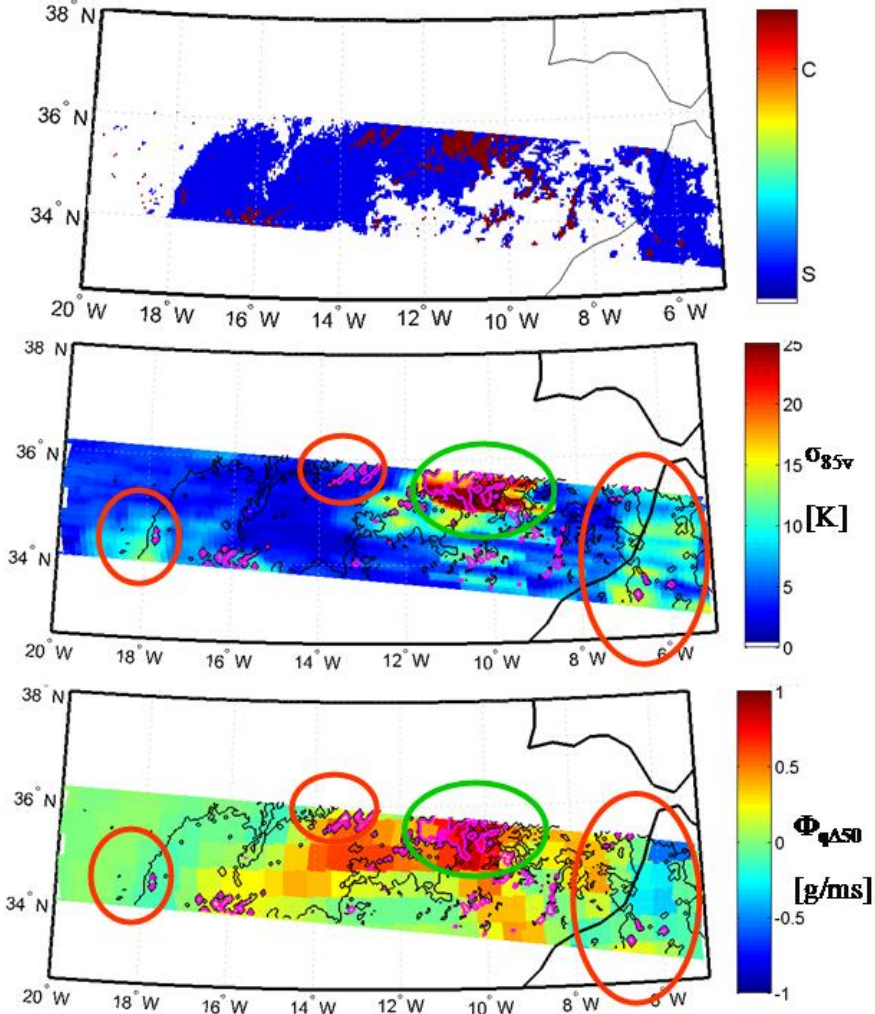 38° N
36° N
34° N
20° W 18° W 16° W 14° W 12° W 10° W 8° W 6° W
C
S
38 N
36° N
34° N
20° W 18° W 16° W 14° W 12° W 10° W 8° W 6° W
25
20
15
10
5
0
σ85v
[K]
38° N
36° N
34° N
20° W 18° W 16° W 14° W 12° W 10° W 8° W 6° W
1
0.5
0
-0.5
-1
ΦqΔ50
[g/ms]